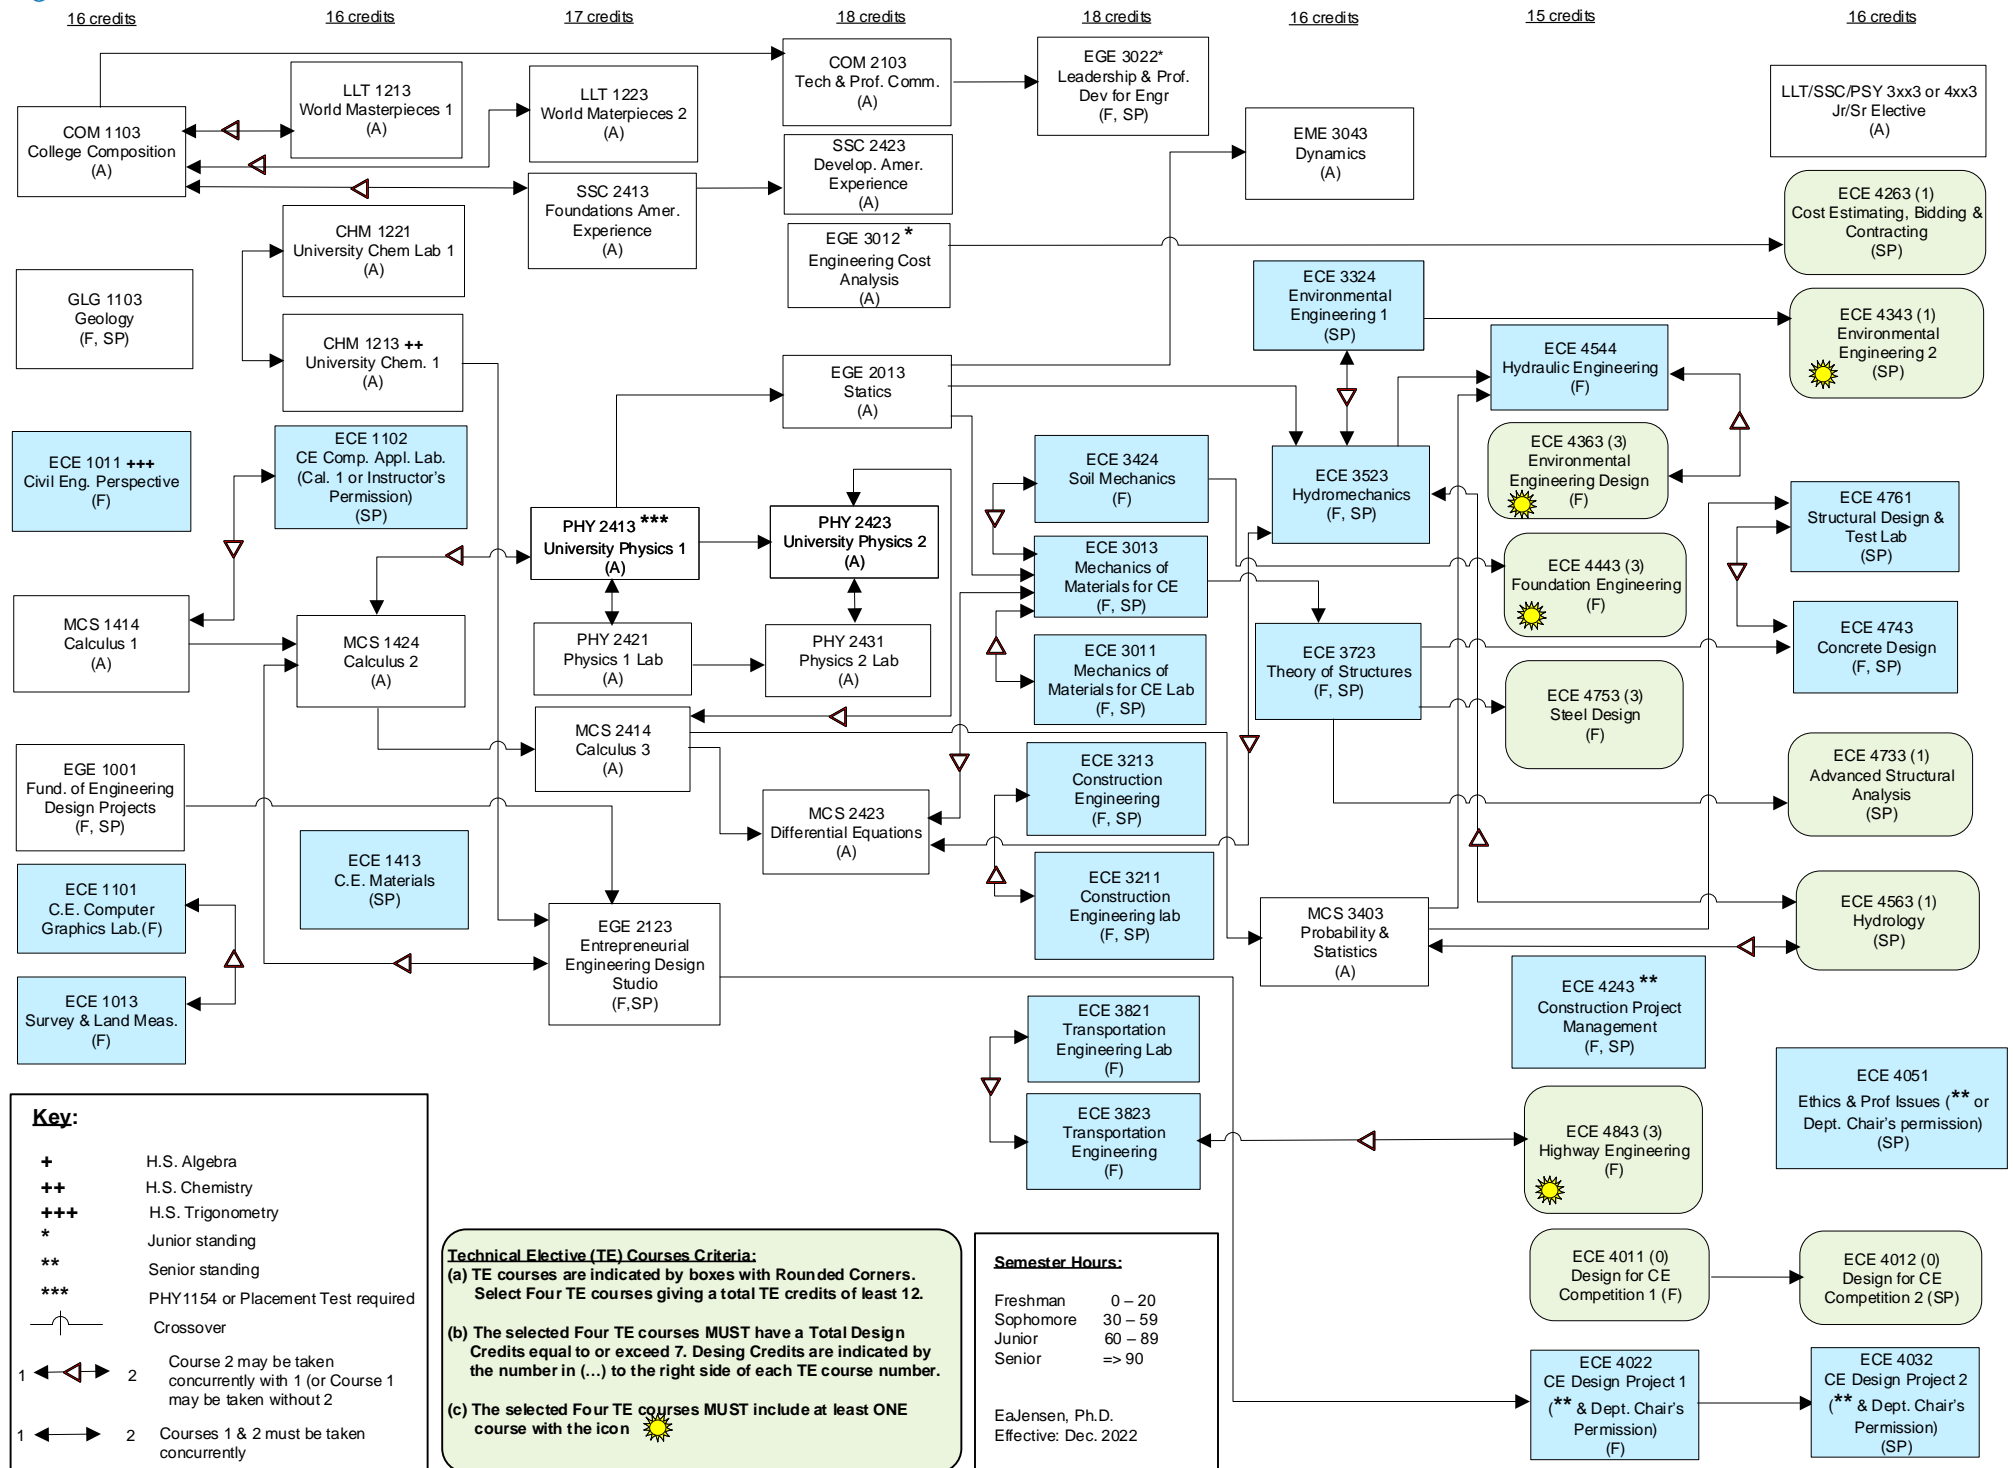 16 credits
16 credits
17 credits
18 credits
18 credits
16 credits
15 credits
16 credits
COM 1103
College Composition
(A)
GLG 1103
Geology
(F, SP)
ECE 1011 +++
Civil Eng. Perspective
(F)
MCS 1414
Calculus 1
(A)
EGE 1001
Fund. of Engineering
Design Projects
(F, SP)
ECE 1101
C.E. Computer
Graphics Lab.(F)
ECE 1013
Survey & Land Meas.
(F)
LLT 1213
World Masterpieces 1
(A)
CHM 1221
University Chem Lab 1
(A)
CHM 1213 ++
University Chem. 1
(A)
ECE 1102
CE Comp. Appl. Lab.
(Cal. 1 or Instructor's
Permission)
(SP)
MCS 1424
Calculus 2
(A)
ECE 1413
C.E. Materials
(SP)
LLT 1223
World Materpieces 2
(A)
SSC 2413
Foundations Amer.
Experience
(A)
PHY 2413 ***
University Physics 1
(A)
PHY 2421
Physics 1 Lab
(A)
MCS 2414
Calculus 3
(A)
EGE 2123
Entrepreneurial
Engineering Design
Studio
(F,SP)
COM 2103
Tech & Prof. Comm.
(A)
SSC 2423
Develop. Amer.
Experience
(A)
EGE 3012 *
Engineering Cost
Analysis
(A)
EGE 2013
Statics
(A)
PHY 2423
University Physics 2
(A)
PHY 2431
Physics 2 Lab
(A)
MCS 2423
Differential Equations
(A)
EGE 3022*
Leadership & Prof.
Dev for Engr
(F, SP)
ECE 3424
Soil Mechanics
(F)
ECE 3013
Mechanics of
Materials for CE
(F, SP)
ECE 3011
Mechanics of
Materials for CE Lab
(F, SP)
ECE 3213
Construction
Engineering
(F, SP)
ECE 3211
Construction
Engineering lab
(F, SP)
ECE 3821
Transportation
Engineering Lab
(F)
ECE 3823
Transportation
Engineering
(F)
EME 3043
Dynamics
(A)
ECE 3324
Environmental
Engineering 1
(SP)
ECE 3523
Hydromechanics
(F, SP)
ECE 3723
Theory of Structures
(F, SP)
MCS 3403
Probability &
Statistics
(A)
ECE 4544
Hydraulic Engineering
(F)
ECE 4363 (3)
Environmental
Engineering Design
(F)
ECE 4443 (3)
Foundation Engineering
(F)
ECE 4753 (3)
Steel Design
(F)
ECE 4243 **
Construction Project
Management
(F, SP)
ECE 4843 (3)
Highway Engineering
(F)
ECE 4011 (0)
Design for CE
Competition 1 (F)
ECE 4022
CE Design Project 1
(** & Dept. Chair's
Permission)
(F)
LLT/SSC/PSY 3xx3 or 4xx3
Jr/Sr Elective
(A)
ECE 4263 (1)
Cost Estimating, Bidding &
Contracting
(SP)
ECE 4343 (1)
Environmental
Engineering 2
(SP)
ECE 4761
Structural Design &
Test Lab
(SP)
ECE 4743
Concrete Design
(F, SP)
ECE 4733 (1)
Advanced Structural
Analysis
(SP)
ECE 4563 (1)
Hydrology
(SP)
ECE 4051
Ethics & Prof Issues (** or
Dept. Chair's permission)
(SP)
ECE 4012 (0)
Design for CE
Competition 2 (SP)
ECE 4032
CE Design Project 2
(** & Dept. Chair's
Permission)
(SP)
Key:
+ H.S. Algebra
++ H.S. Chemistry
+++ H.S. Trigonometry
* Junior standing
** Senior standing
*** PHY1154 or Placement Test required
Crossover
1 2 Course 2 may be taken
concurrently with 1 (or Course 1
may be taken without 2
1 2 Courses 1 & 2 must be taken
concurrently
Technical Elective (TE) Courses Criteria:
(a) TE courses are indicated by boxes with Rounded Corners.
Select Four TE courses giving a total TE credits of least 12.
(b) The selected Four TE courses MUST have a Total Design
Credits equal to or exceed 7. Desing Credits are indicated by
the number in (...) to the right side of each TE course number.
(c) The selected Four TE courses MUST include at least ONE
course with the icon
Semester Hours:
Freshman 0 – 20
Sophomore 30 – 59
Junior 60 – 89
Senior => 90
EaJensen, Ph.D.
Effective: Dec. 2022